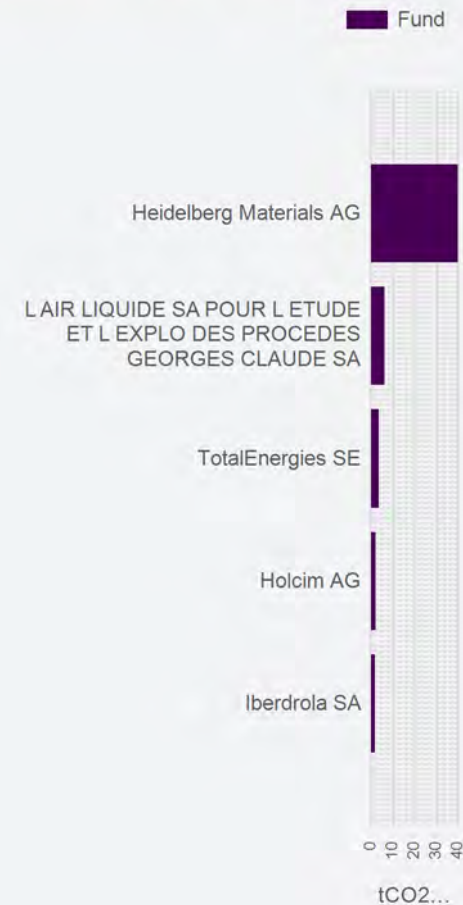 Fund
Heidelberg Materials AG
L AIR LIQUIDE SA POUR L ETUDE
ET L EXPLO DES PROCEDES
GEORGES CLAUDE SA
TotalEnergies SE
Holcim AG
Iberdrola SA
0
10
20
30
40
tCO2...